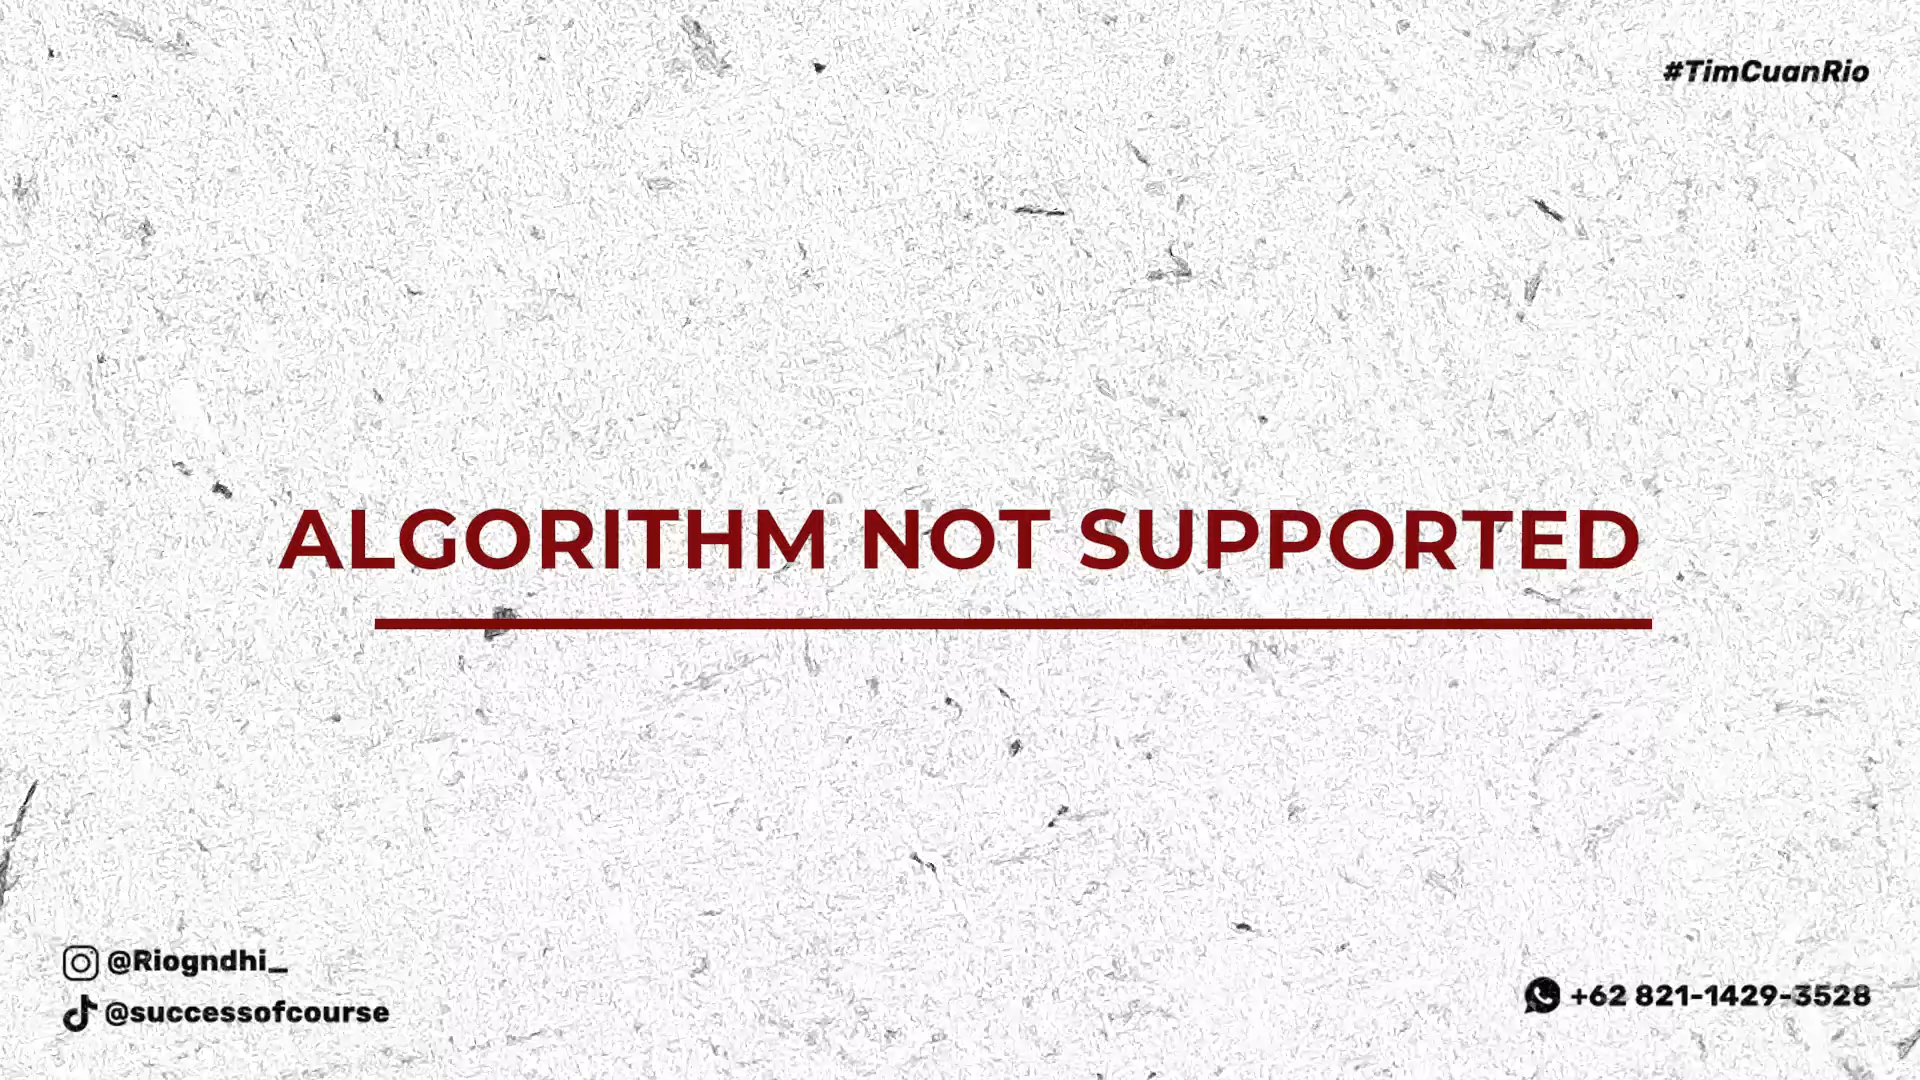 #TimCuanRio
ALGORITHM NOT SUPPORTED
@Riogndhi_
@successofcourse
+62 821-1429-3528